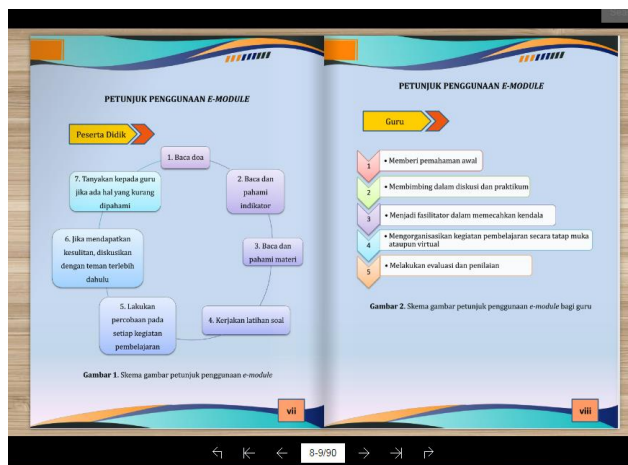 PETUNJUK PENGGUNAAN E-MODULE
Peserta Didik
1. Baca doa
2. Baca dan
pahami
indikator
3. Baca dan
pahami materi
4. Kerjakan latihan soal
5. Lakukan
percobaan pada
setiap kegiatan
pembelajaran
6. Jika mendapatkan
kesulitan, diskusikan
dengan teman terlebih
dahulu
7. Tanyakan kepada guru
jika ada hal yang kurang
dipahami
Gambar 1. Skema gambar petunjuk penggunaan e-module
vii
PETUNJUK PENGGUNAAN E-MODULE
Guru
1
• Memberi pemahaman awal
2
• Membimbing dalam diskusi dan praktikum
3
• Menjadi fasilitator dalam memecahkan kendala
4
• Mengorganisasikan kegiatan pembelajaran secara tatap muka
ataupun virtual
5
• Melakukan evaluasi dan penilaian
Gambar 2. Skema gambar petunjuk penggunaan e-module bagi guru
viii
8-9/90